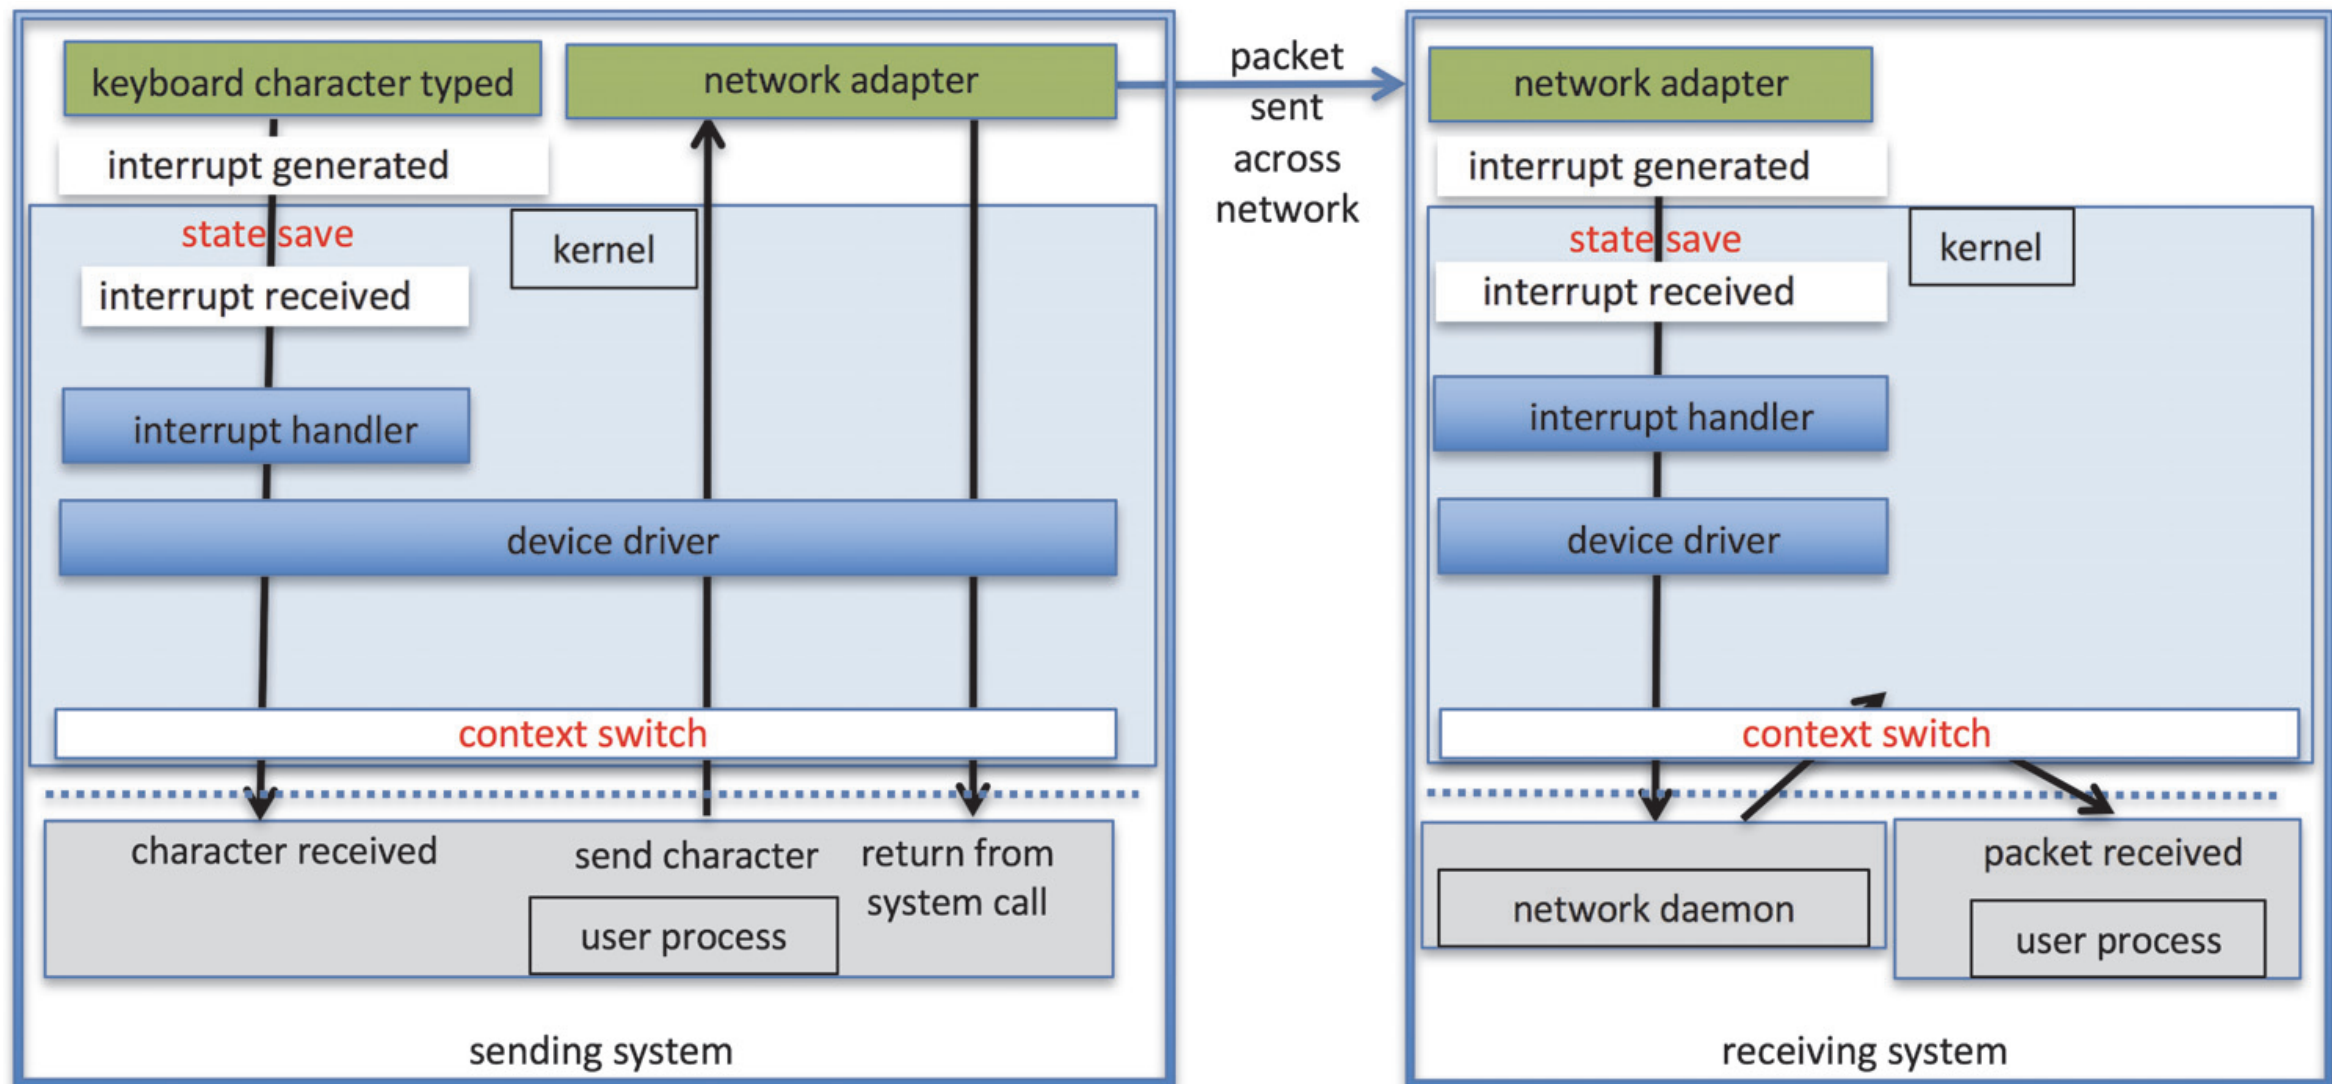 keyboard character typed
network adapter
interrupt generated
state save
kernel
interrupt received
interrupt handler
device driver
context switch
character received
send character
return from
system call
user process
sending system
packet
sent
across
network
network adapter
interrupt generated
state save
kernel
interrupt received
interrupt handler
device driver
context switch
network daemon
packet received
user process
receiving system